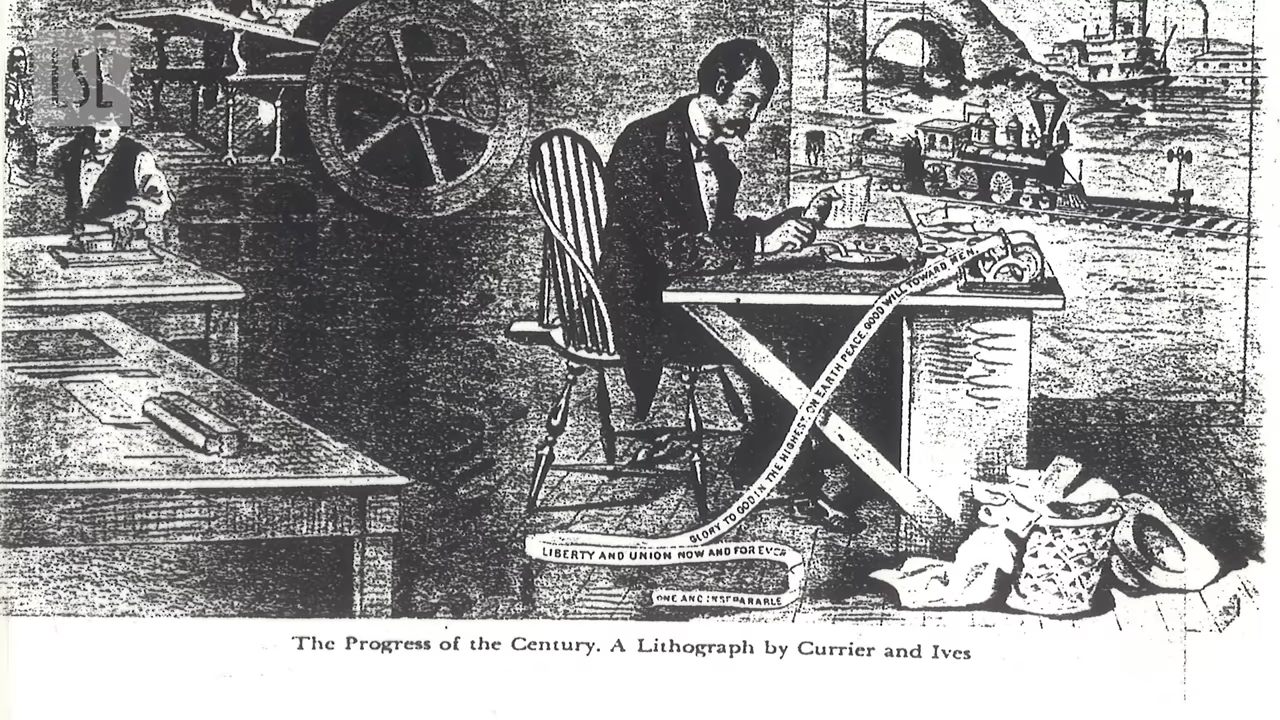 LSE
GLORY TO GOD IN THE HIGHEST. ON EARTH PEACE. GOOD WILL TOWARD MEN.
LIBERTY AND UNION NOW AND FOREVER
ONE AND INSEPARABLE
The Progress of the Century. A Lithograph by Currier and Ives